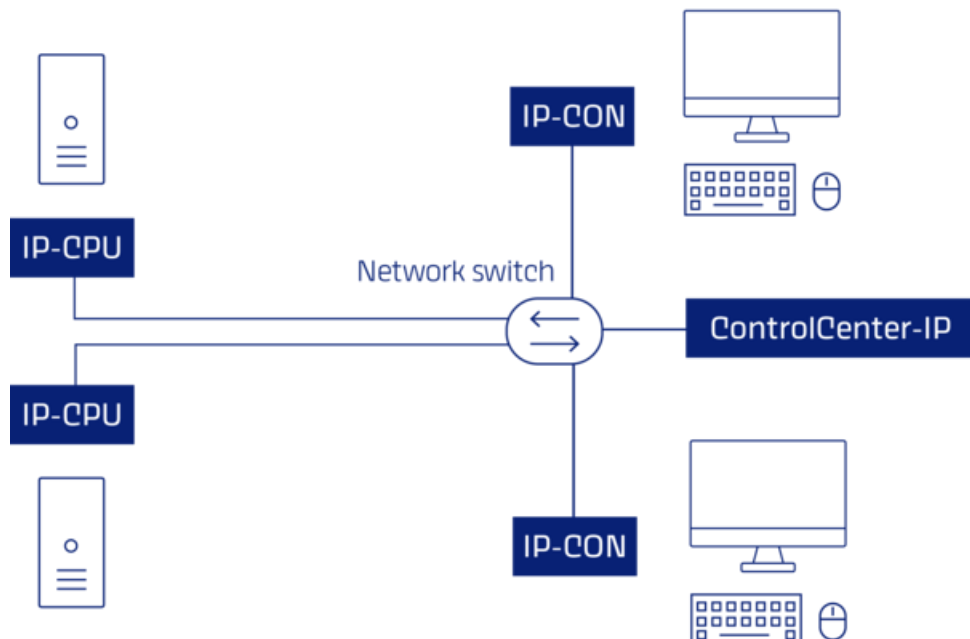 IP-CON
IP-CPU
Network switch
ControlCenter-IP
IP-CPU
IP-CON